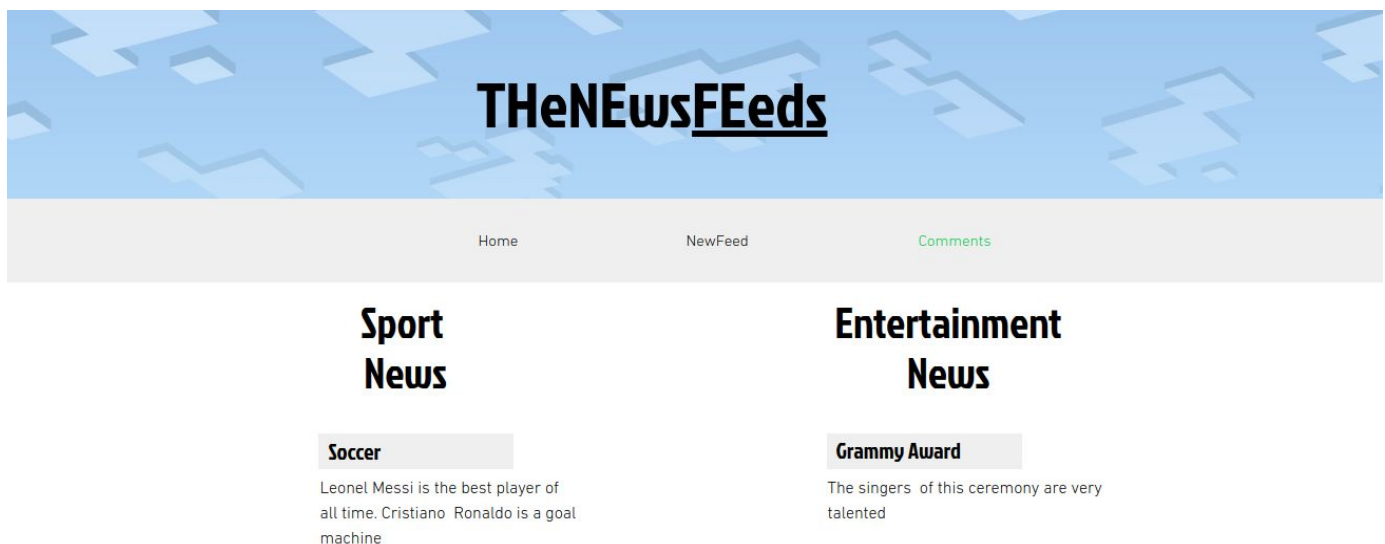 THeNEwsFEeds
Home NewFeed Comments
Sport
News
Soccer
Leonel Messi is the best player of
all time. Cristiano Ronaldo is a goal
machine
Entertainment
News
Grammy Award
The singers of this ceremony are very
talented